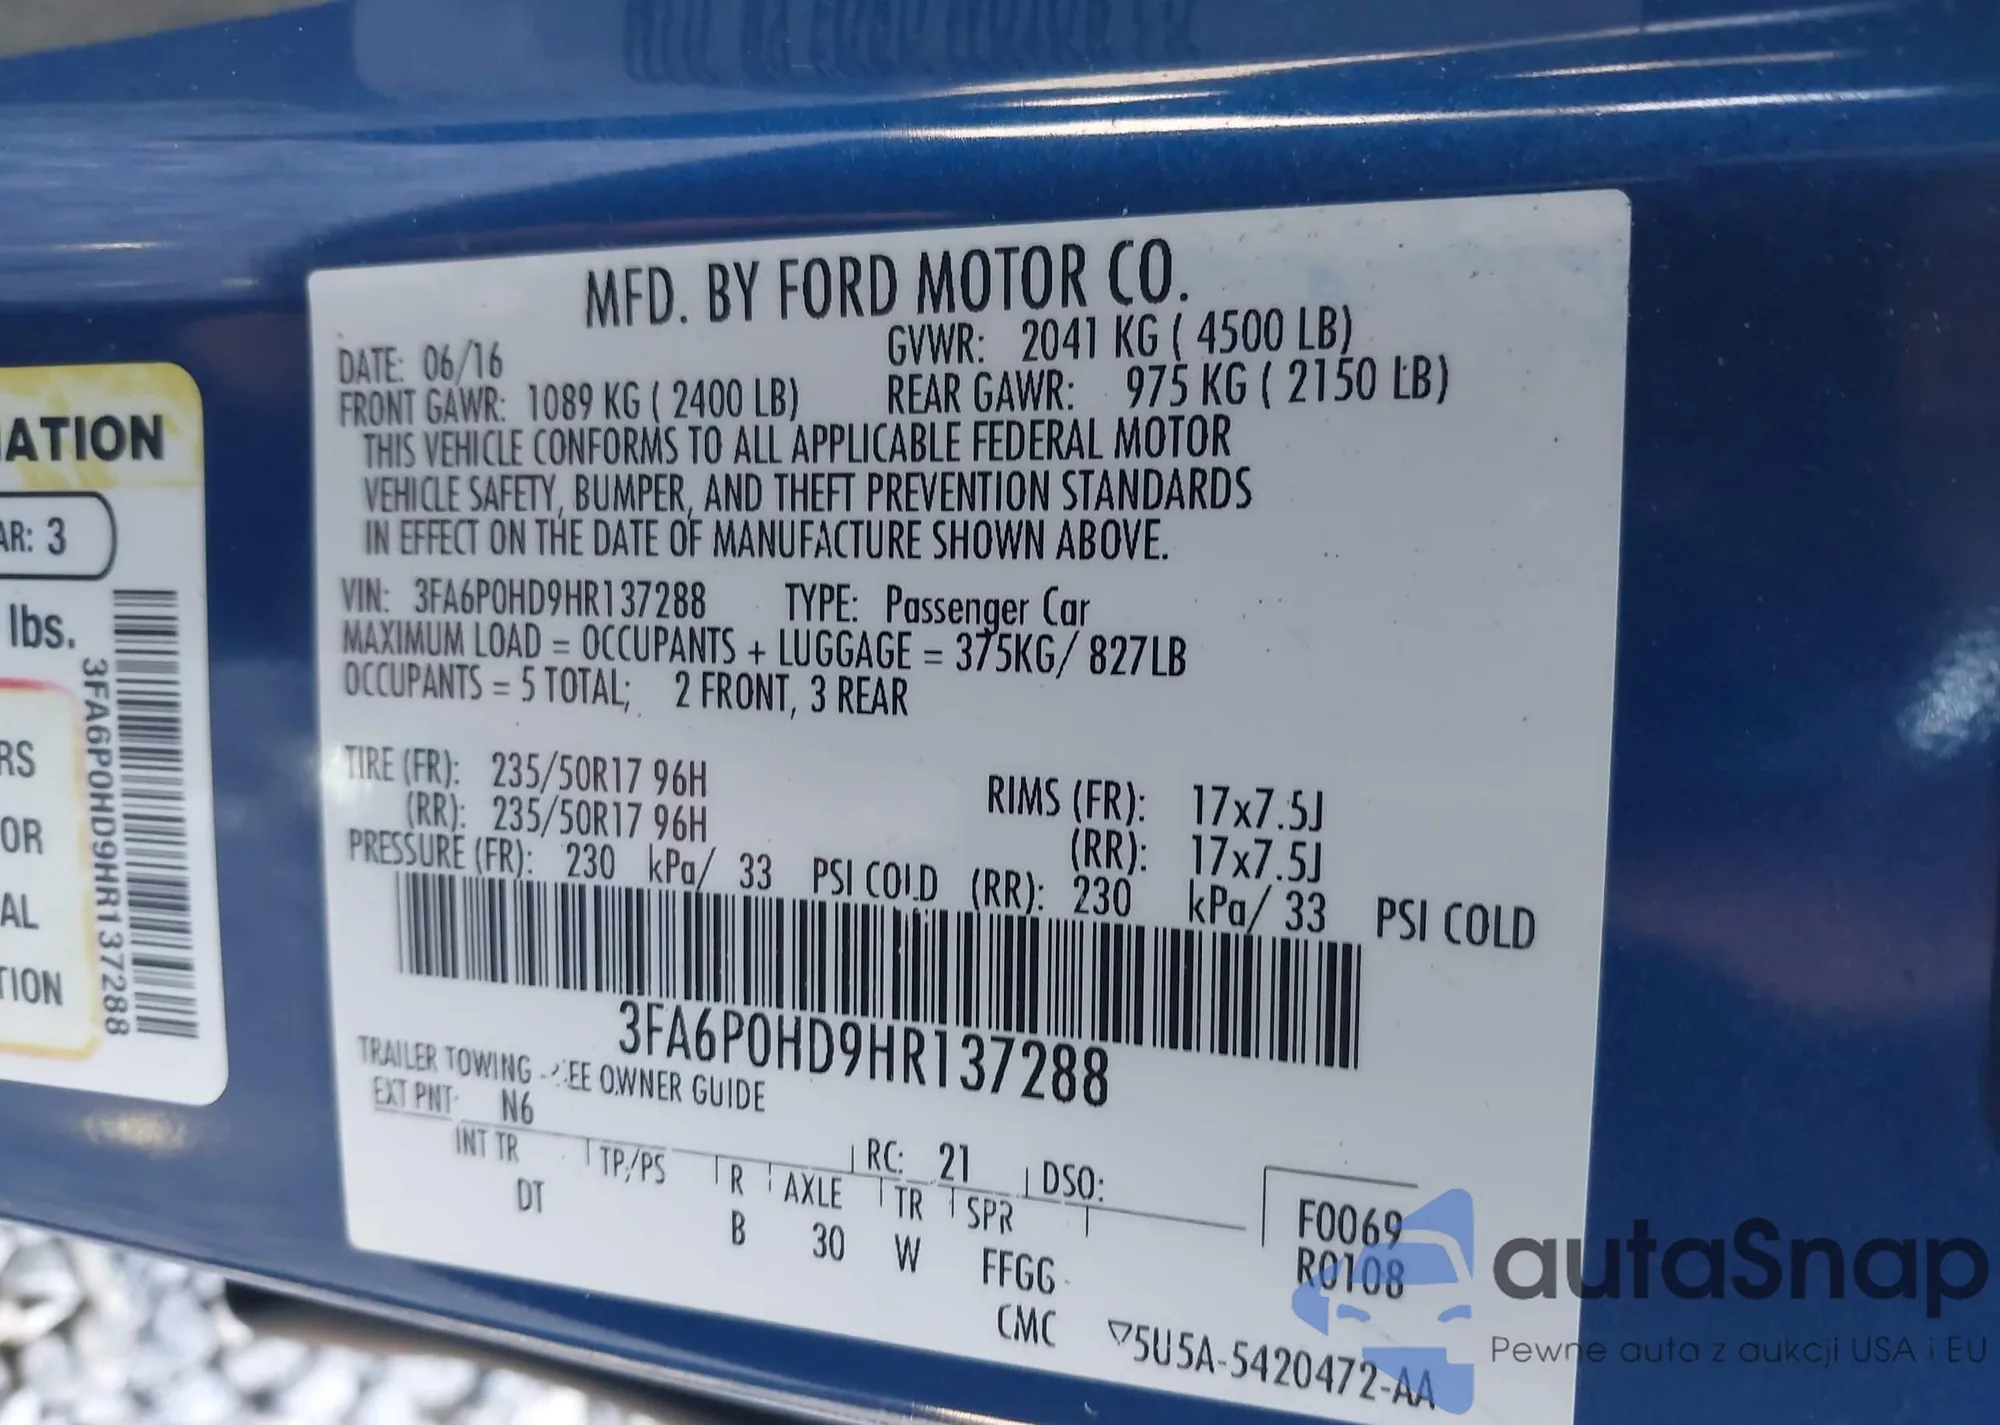 MFD. BY FORD MOTOR CO.
DATE: 06/16 GVWR: 2041 KG ( 4500 LB)
FRONT GAWR: 1089 KG ( 2400 LB) REAR GAWR: 975 KG ( 2150 LB)
THIS VEHICLE CONFORMS TO ALL APPLICABLE FEDERAL MOTOR
VEHICLE SAFETY, BUMPER, AND THEFT PREVENTION STANDARDS
IN EFFECT ON THE DATE OF MANUFACTURE SHOWN ABOVE.
VIN: 3FA6P0HD9HR137288 TYPE: Passenger Car
MAXIMUM LOAD = OCCUPANTS + LUGGAGE = 375KG/ 827LB
OCCUPANTS = 5 TOTAL; 2 FRONT, 3 REAR
TIRE (FR): 235/50R17 96H RIMS (FR): 17x7.5J
(RR): 235/50R17 96H (RR): 17x7.5J
PRESSURE (FR): 230 kPa/ 33 PSI COLD (RR): 230 kPa/ 33 PSI COLD
3FA6P0HD9HR137288
TRAILER TOWING - SEE OWNER GUIDE
EXT PNT: N6 RC: 21 DSO:
INT TR TP/PS R AXLE TR SPR
DT B 30 W FFGG
CMC
F0069
R0108
▽5U5A-5420472-AA
ATION
AR: 3
lbs.
RS
OR
AL
TION
3FA6P0HD9HR137288
autaSnap
Pewne auta z aukcji USA i EU